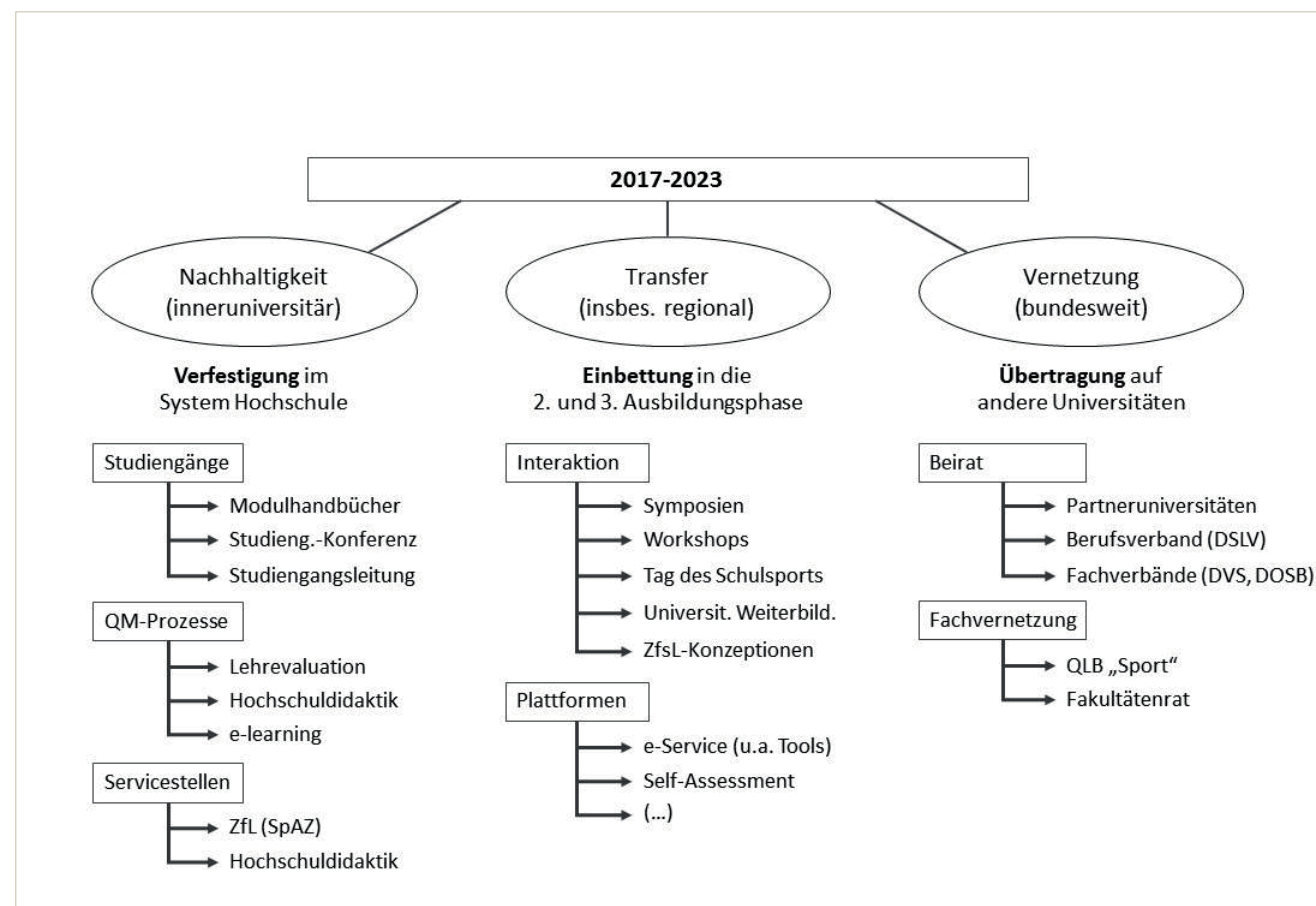 2017-2023
Nachhaltigkeit
(inneruniversitär)
Verfestigung im
System Hochschule
Studiengänge
Modulhandbücher
Studieng.-Konferenz
Studiengangsleitung
QM-Prozesse
Lehrevaluation
Hochschuldidaktik
e-learning
Servicestellen
ZfL (SpAZ)
Hochschuldidaktik
Transfer
(insbes. regional)
Einbettung in die
2. und 3. Ausbildungsphase
Interaktion
Symposien
Workshops
Tag des Schulsports
Universit. Weiterbild.
ZfsL-Konzeptionen
Plattformen
e-Service (u.a. Tools)
Self-Assessment
(...)
Vernetzung
(bundesweit)
Übertragung auf
andere Universitäten
Beirat
Partneruniversitäten
Berufsverband (DSLV)
Fachverbände (DVS, DOSB)
Fachvernetzung
QLB „Sport“
Fakultätenrat